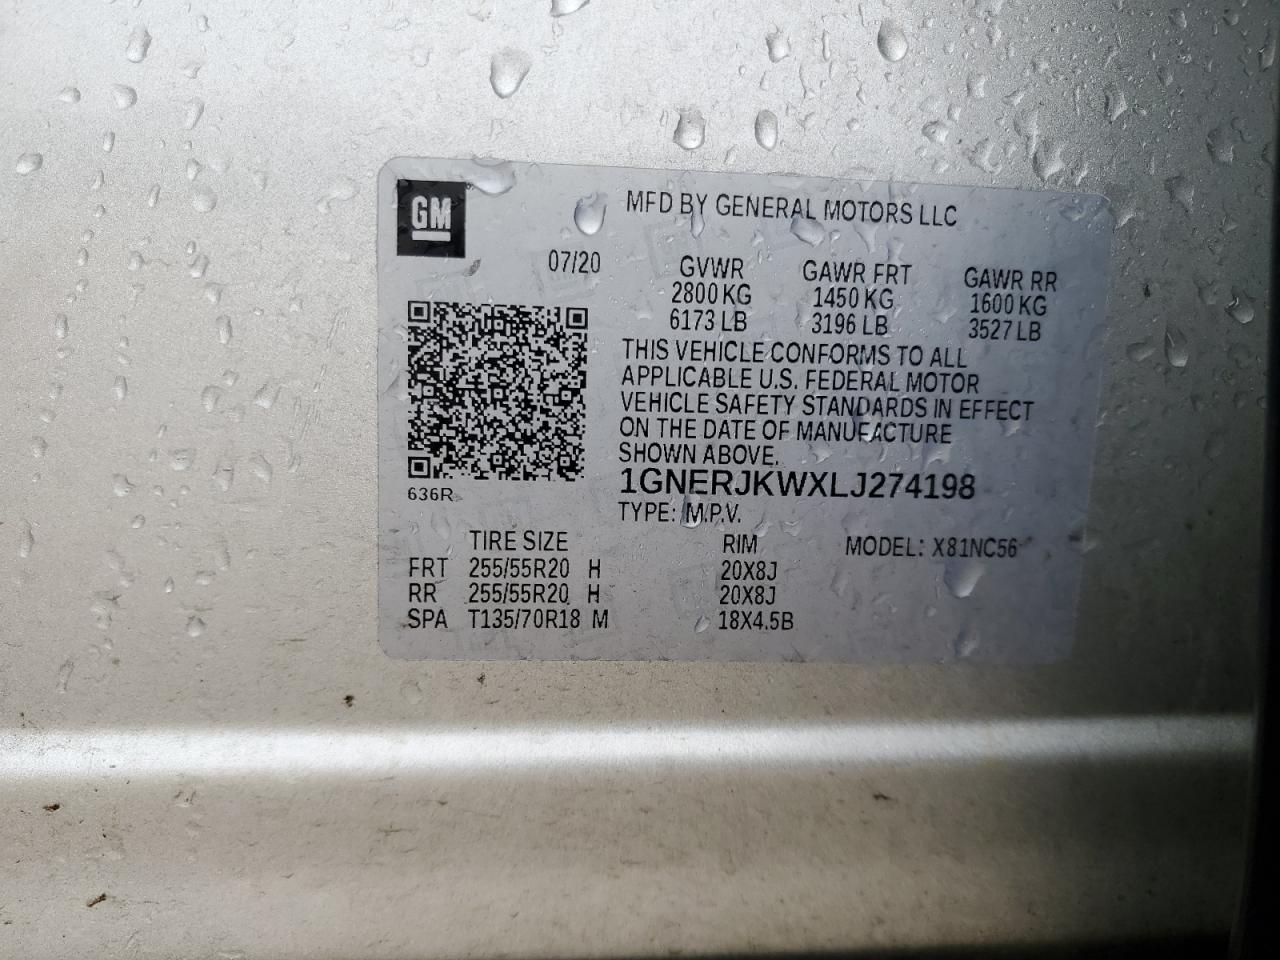 GM
MFD BY GENERAL MOTORS LLC
07/20
GVWR GAWR FRT GAWR RR
2800 KG 1450 KG 1600 KG
6173 LB 3196 LB 3527 LB
THIS VEHICLE CONFORMS TO ALL
APPLICABLE U.S. FEDERAL MOTOR
VEHICLE SAFETY STANDARDS IN EFFECT
ON THE DATE OF MANUFACTURE
SHOWN ABOVE.
1GNERJKWXLJ274198
636R
TYPE: M.P.V.
TIRE SIZE RIM MODEL: X81NC56
FRT 255/55R20 H 20X8J
RR 255/55R20 H 20X8J
SPA T135/70R18 M 18X4.5B